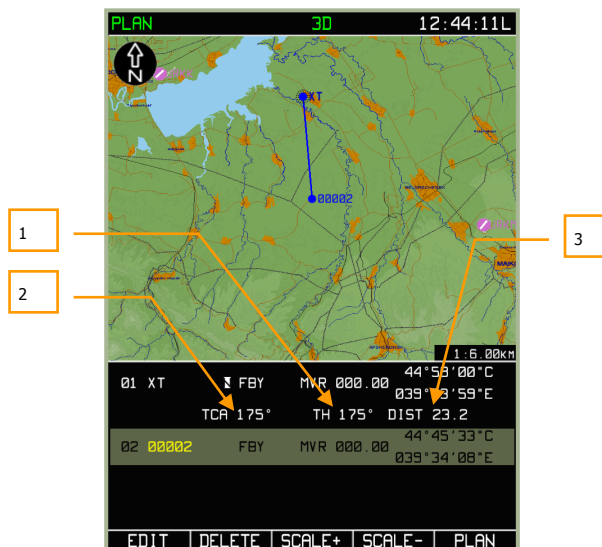 PLAN 3D 12:44:11L
N
XT
00002
1
2
3
1:6.00КМ
01 XT FBY MVR 000.00 44°59'00"C
TCA 175° TH 175° DIST 23.2
02 00002 FBY MVR 000.00 44°45'33"C
039°34'08"E
EDIT DELETE SCALE+ SCALE- PLAN